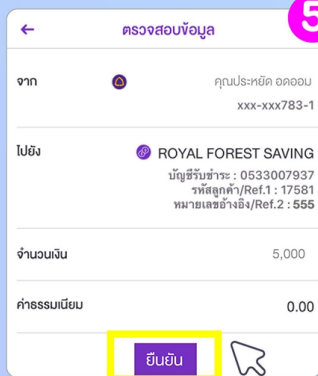 5
← ตรวจสอบข้อมูล
จาก คุณประหยัด อดออม
xxx-xxx783-1
ไปยัง ROYAL FOREST SAVING
บัญชีรับชำระ : 0533007937
รหัสลูกค้า/Ref.1 : 17581
หมายเลขอ้างอิง/Ref.2 : 555
จำนวนเงิน 5,000
ค่าธรรมเนียม 0.00
ยืนยัน